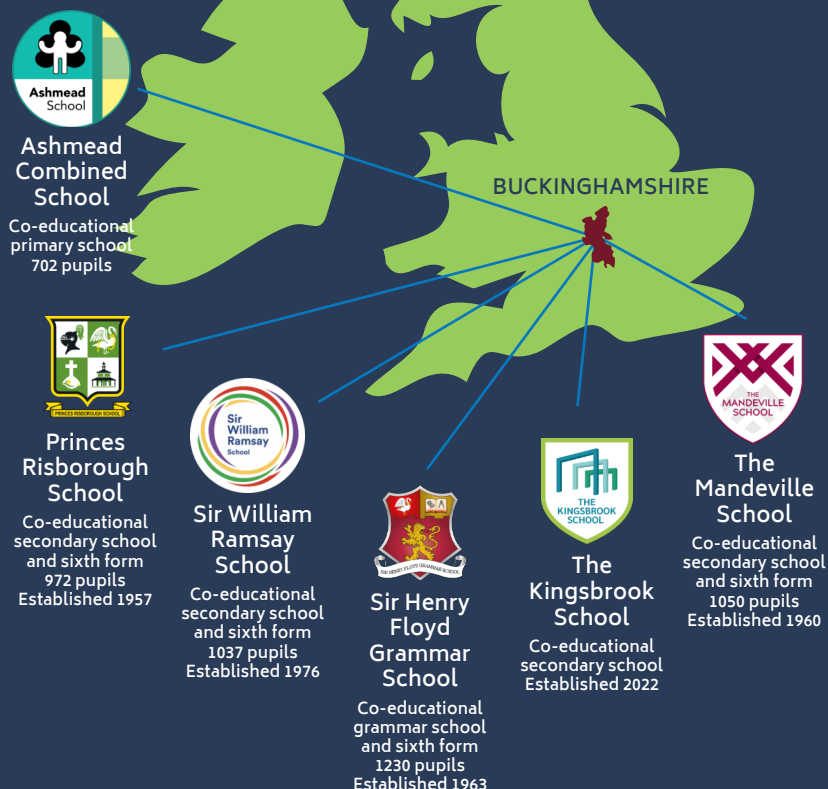 Ashmead
School
Ashmead
Combined
School
Co-educational
primary school
702 pupils
BUCKINGHAMSHIRE
PRINCES RISBOROUGH SCHOOL
Princes
Risborough
School
Co-educational
secondary school
and sixth form
972 pupils
Established 1957
Sir
William
Ramsay
School
Sir William
Ramsay
School
Co-educational
secondary school
and sixth form
1037 pupils
Established 1976
SIR HENRY FLOYD GRAMMAR SCHOOL
Sir Henry
Floyd
Grammar
School
Co-educational
grammar school
and sixth form
1230 pupils
Established 1963
THE
KINGSBROOK
SCHOOL
The
Kingsbrook
School
Co-educational
secondary school
Established 2022
THE
MANDEVILLE
SCHOOL
The
Mandeville
School
Co-educational
secondary school
and sixth form
1050 pupils
Established 1960